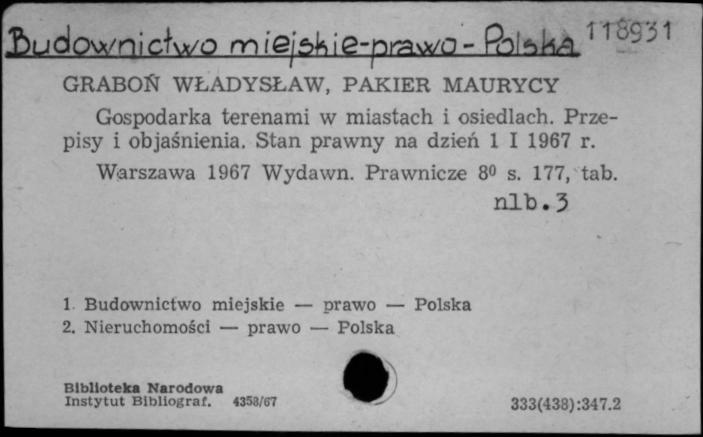 Budownictwo miejskie-prawo-Polska 118931
GRABOŃ WŁADYSŁAW, PAKIER MAURYCY
Gospodarka terenami w miastach i osiedlach. Prze-
pisy i objaśnienia. Stan prawny na dzień 1 I 1967 r.
Warszawa 1967 Wydawn. Prawnicze 8⁰ s. 177, tab.
nlb.3
1. Budownictwo miejskie — prawo — Polska
2. Nieruchomości — prawo — Polska
Biblioteka Narodowa
Instytut Bibliograf. 4358/67
333(438):347.2